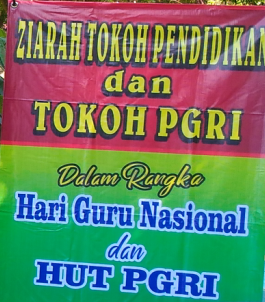 ZIARAH TOKOH PENDIDIKAN
dan
TOKOH PGRI
Dalam Rangka
Hari Guru Nasional
dan
HUT PGRI